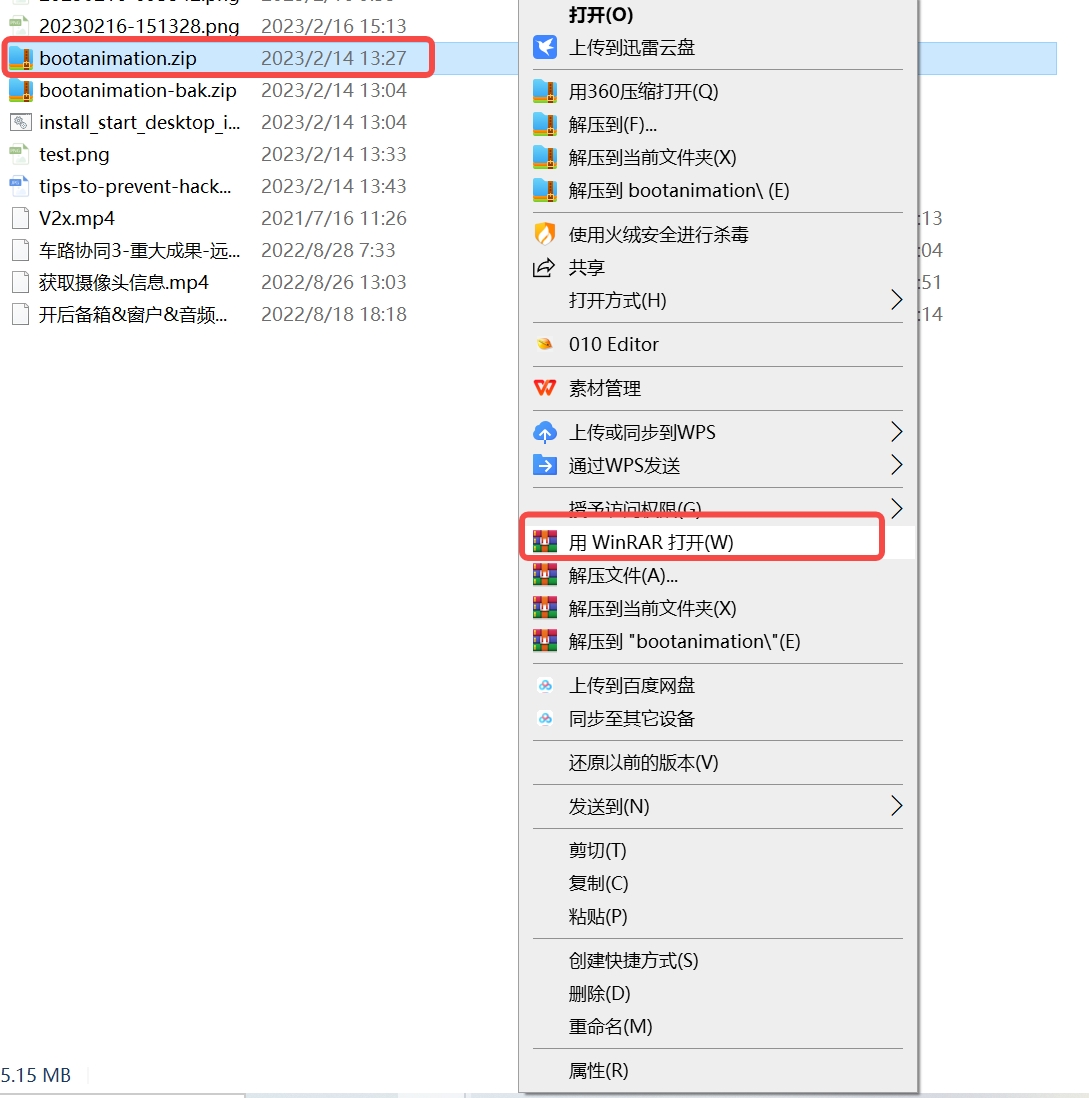 20230216-151328.png 2023/2/16 15:13
bootanimation.zip 2023/2/14 13:27
bootanimation-bak.zip 2023/2/14 13:04
install_start_desktop_i... 2023/2/14 13:04
test.png 2023/2/14 13:33
tips-to-prevent-hack... 2023/2/14 13:43
V2x.mp4 2021/7/16 11:26
车路协同3-重大成果-远... 2022/8/28 7:33
获取摄像头信息.mp4 2022/8/26 13:03
开后备箱&窗户&音频... 2022/8/18 18:18
5.15 MB
打开(O)
上传到迅雷云盘
用360压缩打开(Q)
解压到(F)...
解压到当前文件夹(X)
解压到 bootanimation\ (E)
使用火绒安全进行杀毒
共享
打开方式(H)
010 Editor
素材管理
上传或同步到WPS
通过WPS发送
授予访问权限(G)
用 WinRAR 打开(W)
解压文件(A)...
解压到当前文件夹(X)
解压到 "bootanimation\"(E)
上传到百度网盘
同步至其它设备
还原以前的版本(V)
发送到(N)
剪切(T)
复制(C)
粘贴(P)
创建快捷方式(S)
删除(D)
重命名(M)
属性(R)
:13
:04
:51
:14